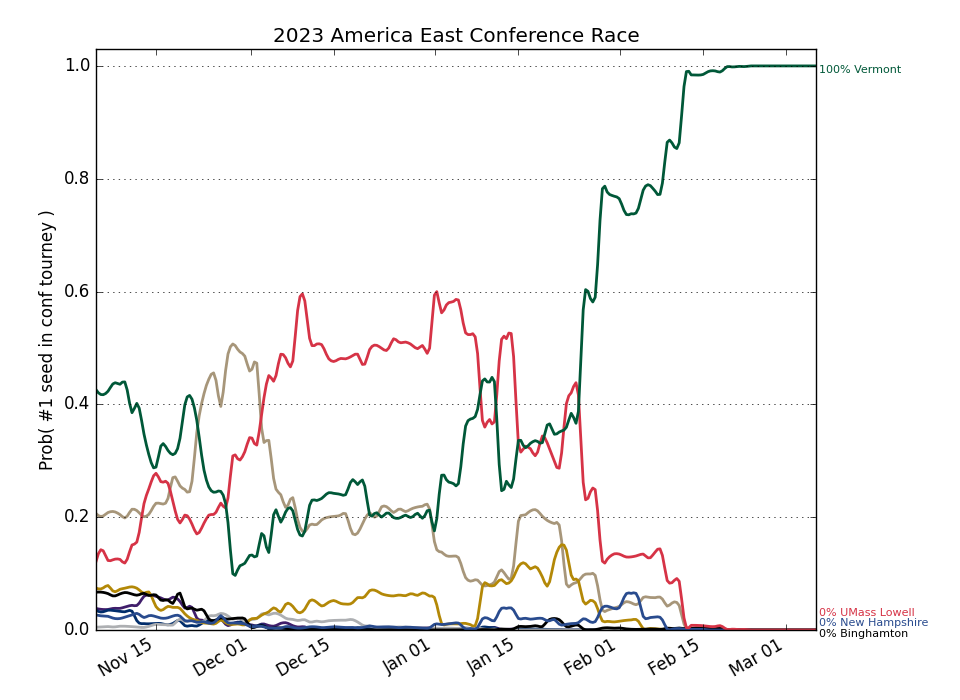 2023 America East Conference Race
Prob( #1 seed in conf tourney )
1.0
0.8
0.6
0.4
0.2
0.0
100% Vermont
0% UMass Lowell
0% New Hampshire
0% Binghamton
Nov 15
Dec 01
Dec 15
Jan 01
Jan 15
Feb 01
Feb 15
Mar 01